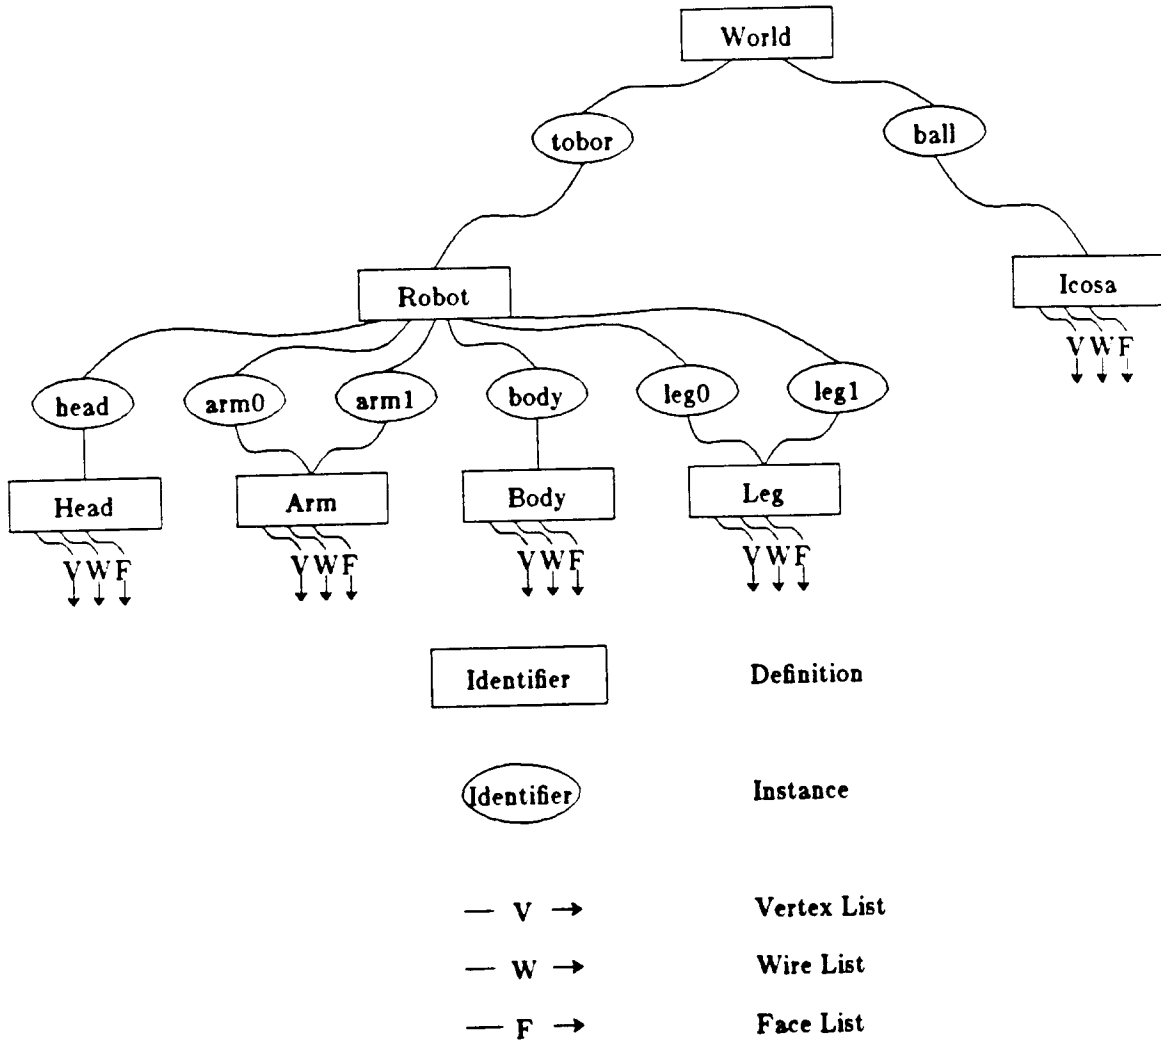 World
tobor
ball
Robot
Icosa
V W F
head
arm0
arm1
body
leg0
leg1
Head
Arm
Body
Leg
V W F
V W F
V W F
V W F
Identifier Definition
Identifier Instance
V Vertex List
W Wire List
F Face List